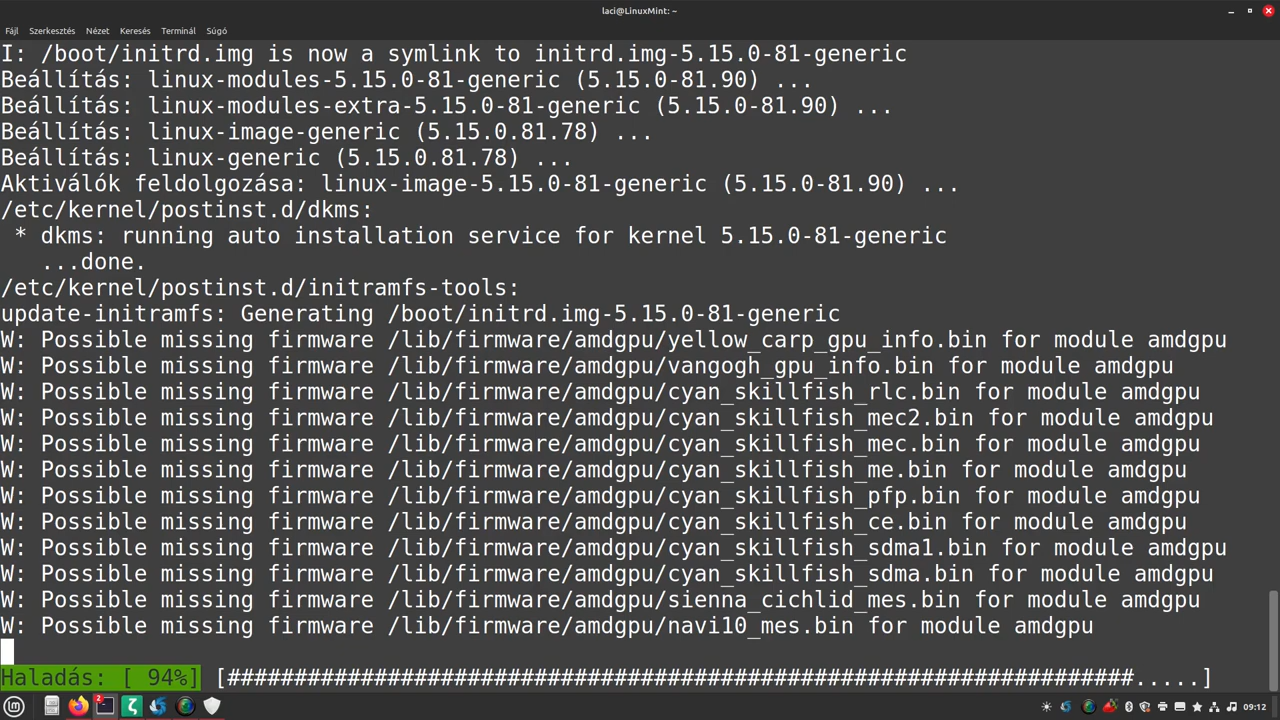 laci@LinuxMint: ~
Fájl Szerkesztés Nézet Keresés Terminál Súgó
I: /boot/initrd.img is now a symlink to initrd.img-5.15.0-81-generic
Beállítás: linux-modules-5.15.0-81-generic (5.15.0-81.90) ...
Beállítás: linux-modules-extra-5.15.0-81-generic (5.15.0-81.90) ...
Beállítás: linux-image-generic (5.15.0.81.78) ...
Beállítás: linux-generic (5.15.0.81.78) ...
Aktiválók feldolgozása: linux-image-5.15.0-81-generic (5.15.0-81.90) ...
/etc/kernel/postinst.d/dkms:
 * dkms: running auto installation service for kernel 5.15.0-81-generic
   ...done.
/etc/kernel/postinst.d/initramfs-tools:
update-initramfs: Generating /boot/initrd.img-5.15.0-81-generic
W: Possible missing firmware /lib/firmware/amdgpu/yellow_carp_gpu_info.bin for module amdgpu
W: Possible missing firmware /lib/firmware/amdgpu/vangogh_gpu_info.bin for module amdgpu
W: Possible missing firmware /lib/firmware/amdgpu/cyan_skillfish_rlc.bin for module amdgpu
W: Possible missing firmware /lib/firmware/amdgpu/cyan_skillfish_mec2.bin for module amdgpu
W: Possible missing firmware /lib/firmware/amdgpu/cyan_skillfish_mec.bin for module amdgpu
W: Possible missing firmware /lib/firmware/amdgpu/cyan_skillfish_me.bin for module amdgpu
W: Possible missing firmware /lib/firmware/amdgpu/cyan_skillfish_pfp.bin for module amdgpu
W: Possible missing firmware /lib/firmware/amdgpu/cyan_skillfish_ce.bin for module amdgpu
W: Possible missing firmware /lib/firmware/amdgpu/cyan_skillfish_sdma1.bin for module amdgpu
W: Possible missing firmware /lib/firmware/amdgpu/cyan_skillfish_sdma.bin for module amdgpu
W: Possible missing firmware /lib/firmware/amdgpu/sienna_cichlid_mes.bin for module amdgpu
W: Possible missing firmware /lib/firmware/amdgpu/navi10_mes.bin for module amdgpu
Haladás: [ 94%] [####################################################################.....]
2 09:12